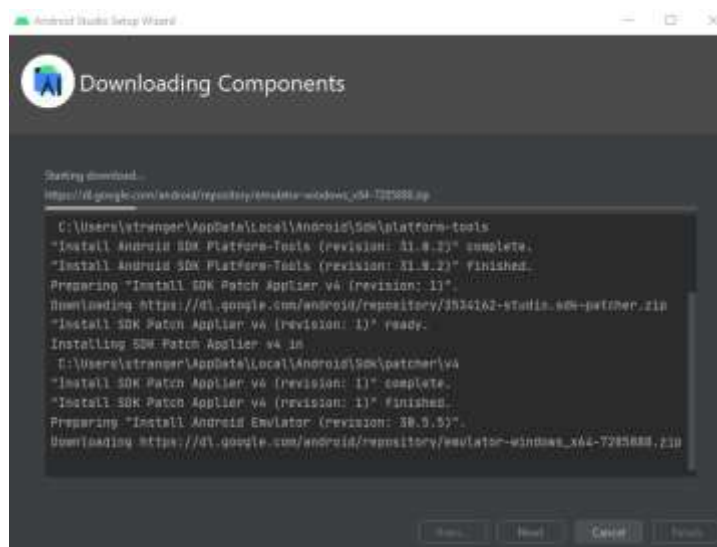 Android Studio Setup Wizard
Downloading Components
Starting download...
https://dl.google.com/android/repository/emulator-windows_x64-7285888.zip
C:\Users\stranger\AppData\Local\Android\Sdk\platform-tools
"Install Android SDK Platform-Tools (revision: 31.0.2)" complete.
"Install Android SDK Platform-Tools (revision: 31.0.2)" finished.
Preparing "Install SDK Patch Applier v4 (revision: 1)".
Downloading https://dl.google.com/android/repository/3534162-studio.sdk-patcher.zip
"Install SDK Patch Applier v4 (revision: 1)" ready.
Installing SDK Patch Applier v4 in
C:\Users\stranger\AppData\Local\Android\Sdk\patcher\v4
"Install SDK Patch Applier v4 (revision: 1)" complete.
"Install SDK Patch Applier v4 (revision: 1)" finished.
Preparing "Install Android Emulator (revision: 30.5.5)".
Downloading https://dl.google.com/android/repository/emulator-windows_x64-7285888.zip
Next Cancel Finish